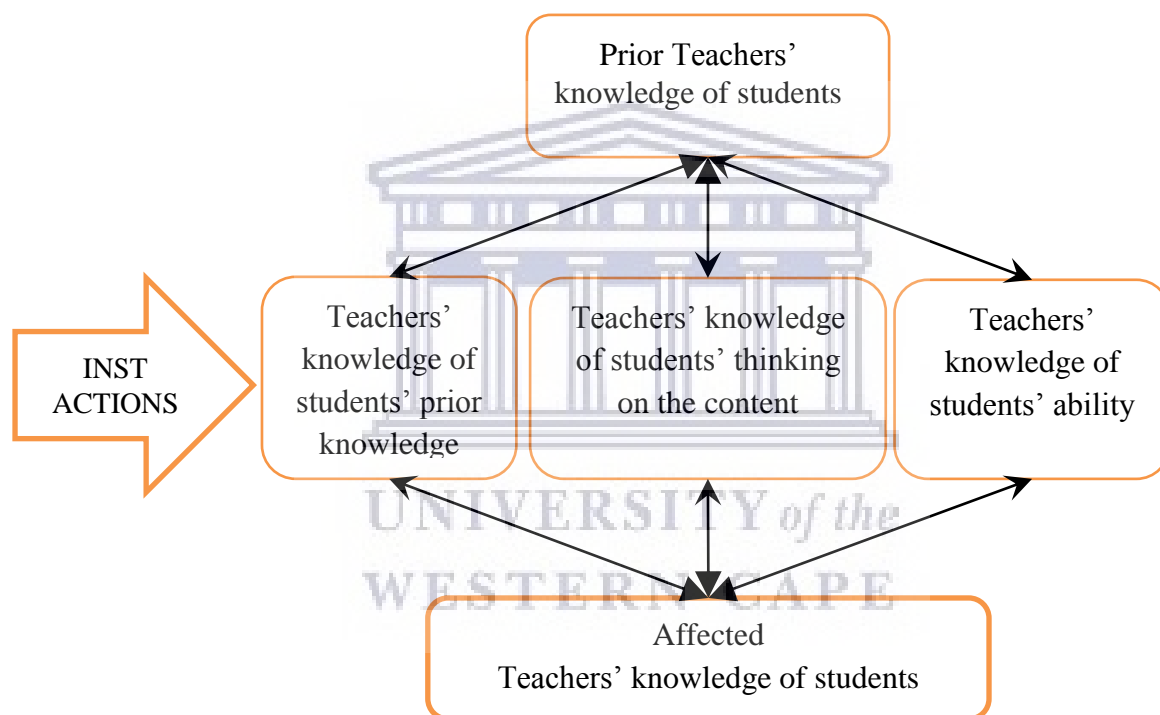 Prior Teachers’
knowledge of students
INST
ACTIONS
Teachers’
knowledge of
students’ prior
knowledge
Teachers’ knowledge
of students’ thinking
on the content
Teachers’
knowledge of
students’ ability
UNIVERSITY of the
WESTERN CAPE
Affected
Teachers’ knowledge of students